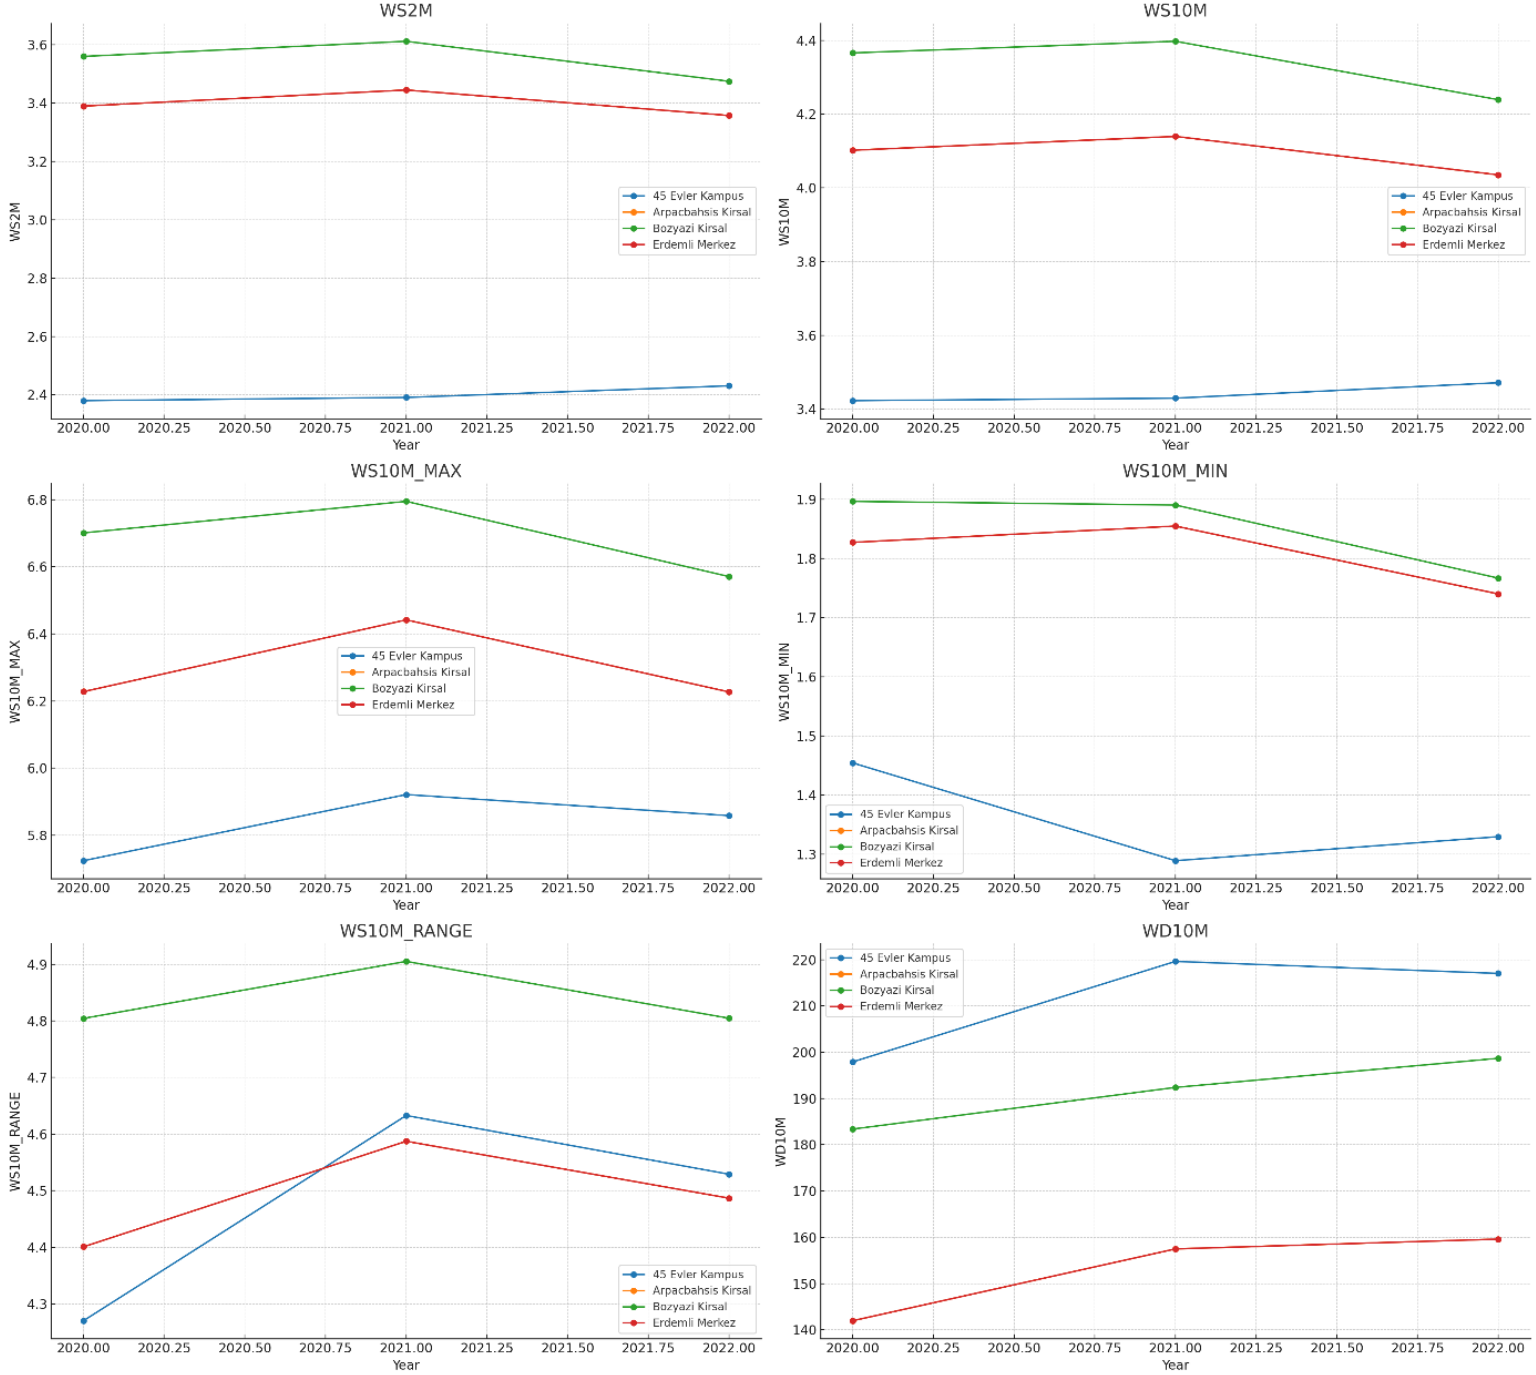 WS2M
3.6
3.4
3.2
3.0
2.8
2.6
2.4
WS2M
45 Evler Kampus
Arpacbahsis Kirsal
Bozyazi Kirsal
Erdemli Merkez
2020.00 2020.25 2020.50 2020.75 2021.00 2021.25 2021.50 2021.75 2022.00
Year
WS10M
4.4
4.2
4.0
3.8
3.6
3.4
WS10M
45 Evler Kampus
Arpacbahsis Kirsal
Bozyazi Kirsal
Erdemli Merkez
2020.00 2020.25 2020.50 2020.75 2021.00 2021.25 2021.50 2021.75 2022.00
Year
WS10M_MAX
6.8
6.6
6.4
6.2
6.0
5.8
WS10M_MAX
45 Evler Kampus
Arpacbahsis Kirsal
Bozyazi Kirsal
Erdemli Merkez
2020.00 2020.25 2020.50 2020.75 2021.00 2021.25 2021.50 2021.75 2022.00
Year
WS10M_MIN
1.9
1.8
1.7
1.6
1.5
1.4
1.3
WS10M_MIN
45 Evler Kampus
Arpacbahsis Kirsal
Bozyazi Kirsal
Erdemli Merkez
2020.00 2020.25 2020.50 2020.75 2021.00 2021.25 2021.50 2021.75 2022.00
Year
WS10M_RANGE
4.9
4.8
4.7
4.6
4.5
4.4
4.3
WS10M_RANGE
45 Evler Kampus
Arpacbahsis Kirsal
Bozyazi Kirsal
Erdemli Merkez
2020.00 2020.25 2020.50 2020.75 2021.00 2021.25 2021.50 2021.75 2022.00
Year
WD10M
220
210
200
190
180
170
160
150
140
WD10M
45 Evler Kampus
Arpacbahsis Kirsal
Bozyazi Kirsal
Erdemli Merkez
2020.00 2020.25 2020.50 2020.75 2021.00 2021.25 2021.50 2021.75 2022.00
Year